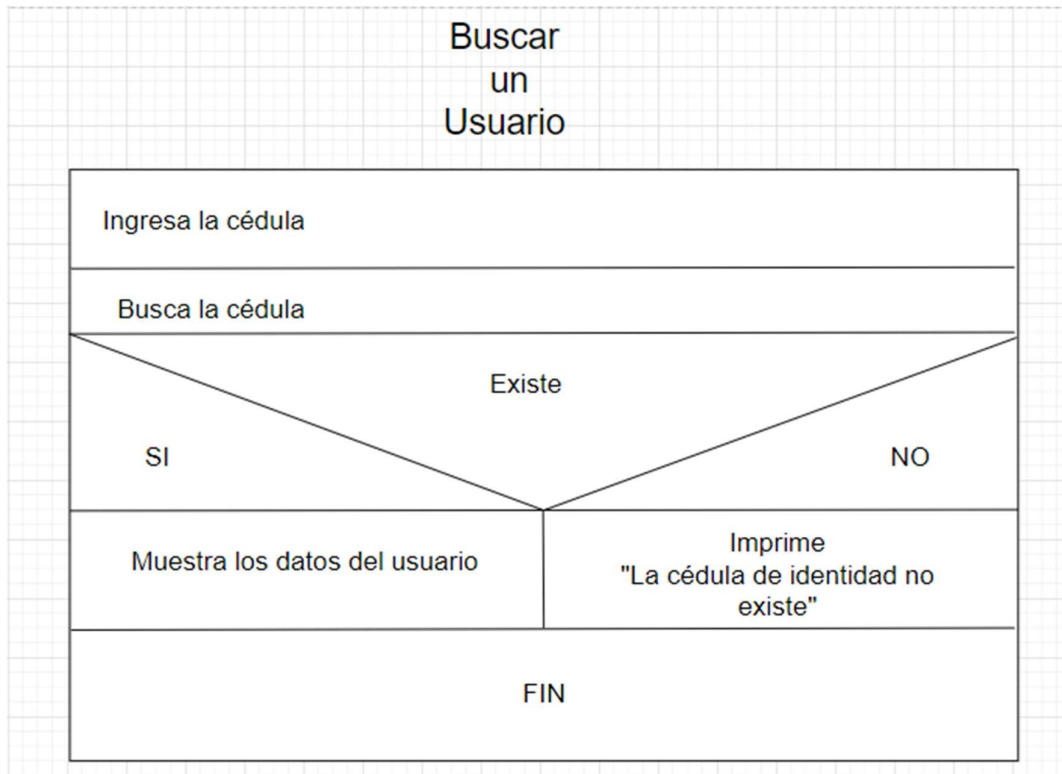 Buscar
un
Usuario
Ingresa la cédula
Busca la cédula
Existe
SI
NO
Muestra los datos del usuario
Imprime
"La cédula de identidad no
existe"
FIN